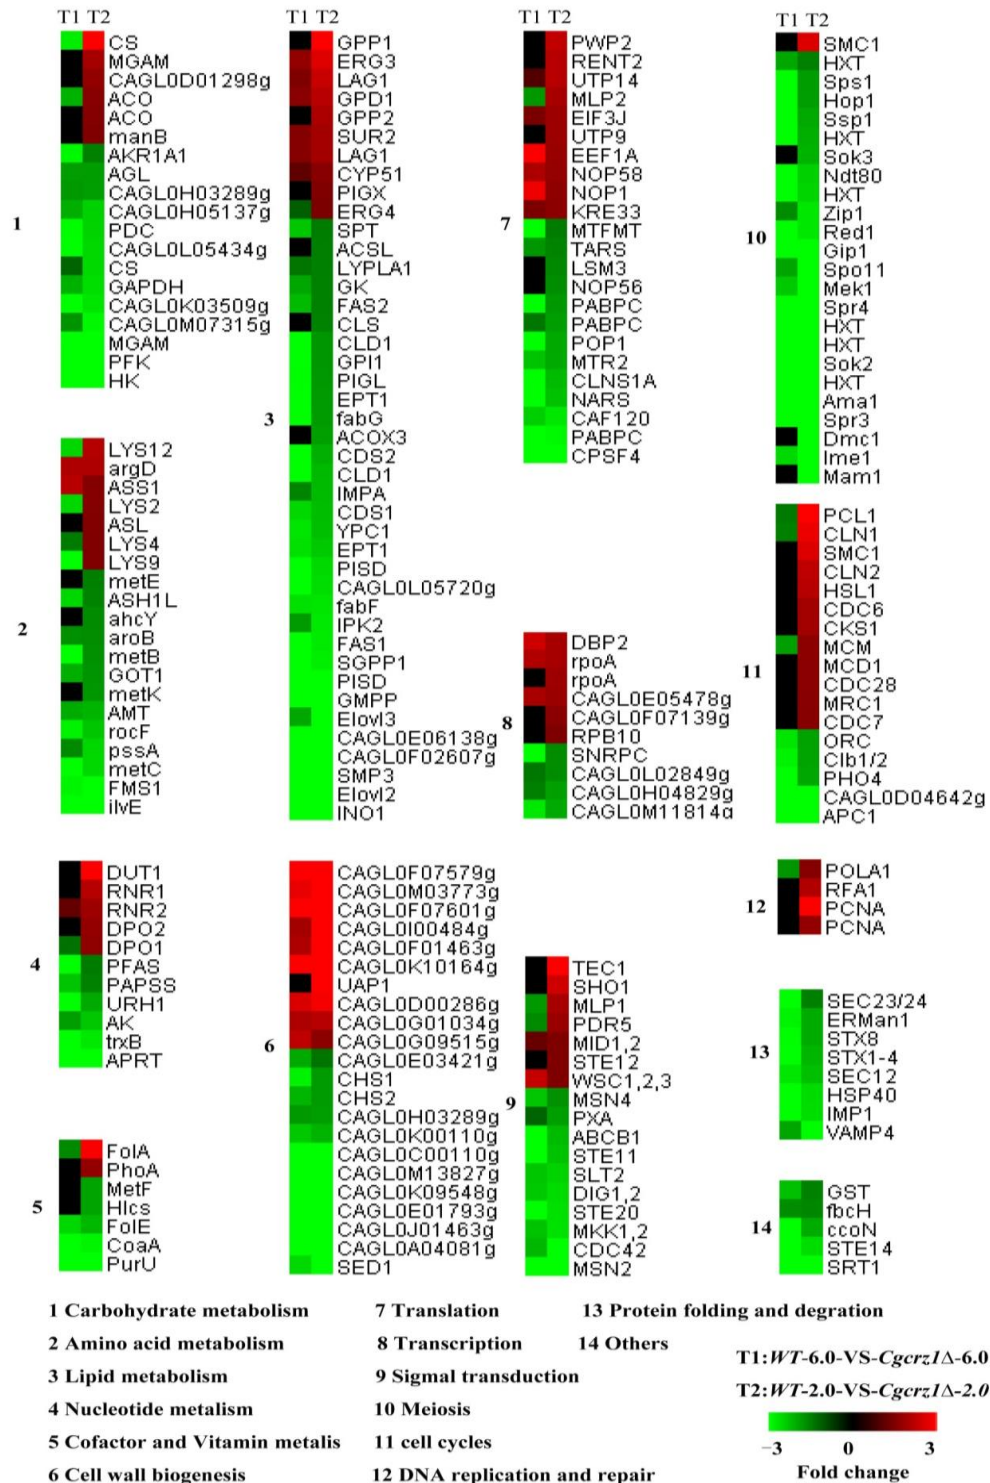 T1 T2
CS
MGAM
CAGL0D01298g
ACO
ACO
manB
AKR1A1
AGL
CAGL0H03289g
CAGL0H05137g
PDC
CAGL0L05434g
CS
GAPDH
CAGL0K03509g
CAGL0M07315g
MGAM
PFK
HK
1
LYS12
argD
ASS1
LYS2
ASL
LYS4
LYS9
metE
ASH1L
ahcY
aroB
metB
GOT1
metK
AMT
rocF
pssA
metC
FMS1
ilvE
2
T1 T2
GPP1
ERG3
LAG1
GPD1
GPP2
SUR2
LAG1
CYP51
PIGX
ERG4
SPT
ACSL
LYPLA1
GK
FAS2
CLS
CLD1
GPI1
PIGL
EPT1
fabG
ACOX3
CDS2
CLD1
IMPA
CDS1
YPC1
EPT1
PISD
CAGL0L05720g
fabF
IPK2
FAS1
SGPP1
PISD
GMPP
Elovl3
CAGL0E06138g
CAGL0F02607g
SMP3
Elovl2
INO1
3
T1 T2
PWP2
RENT2
UTP14
MLP2
EIF3J
UTP9
EEF1A
NOP58
NOP1
KRE33
MTFMT
TARS
LSM3
NOP56
PABPC
PABPC
POP1
MTR2
CLNS1A
NARS
CAF120
PABPC
CPSF4
7
DBP2
rpoA
rpoA
CAGL0E05478g
CAGL0F07139g
RPB10
SNRPC
CAGL0L02849g
CAGL0H04829g
CAGL0M11814g
8
T1 T2
SMC1
HXT
Sps1
Hop1
Ssp1
HXT
Sok3
Ndt80
HXT
Zip1
Red1
Gip1
Spo11
Mek1
Spr4
HXT
HXT
Sok2
HXT
Ama1
Spr3
Dmc1
Ime1
Mam1
10
PCL1
CLN1
SMC1
CLN2
HSL1
CDC6
CKS1
MCM
MCD1
CDC28
MRC1
CDC7
ORC
Clb1/2
PHO4
CAGL0D04642g
APC1
11
DUT1
RNR1
RNR2
DPO2
DPO1
PFAS
PAPSS
URH1
AK
trxB
APRT
4
FolA
PhoA
MetF
Hlcs
FolE
CoaA
PurU
5
CAGL0F07579g
CAGL0M03773g
CAGL0F07601g
CAGL0I00484g
CAGL0F01463g
CAGL0K10164g
UAP1
CAGL0D00286g
CAGL0G01034g
CAGL0G09515g
CAGL0E03421g
CHS1
CHS2
CAGL0H03289g
CAGL0K00110g
CAGL0C00110g
CAGL0M13827g
CAGL0K09548g
CAGL0E01793g
CAGL0J01463g
CAGL0A04081g
SED1
6
TEC1
SHO1
MLP1
PDR5
MID1,2
STE12
WSC1,2,3
MSN4
PXA
ABCB1
STE11
SLT2
DIG1,2
STE20
MKK1,2
CDC42
MSN2
9
POLA1
RFA1
PCNA
PCNA
12
SEC23/24
ERMan1
STX8
STX1-4
SEC12
HSP40
IMP1
VAMP4
13
GST
fbcH
ccoN
STE14
SRT1
14
1 Carbohydrate metabolism
2 Amino acid metabolism
3 Lipid metabolism
4 Nucleotide metalism
5 Cofactor and Vitamin metalis
6 Cell wall biogenesis
7 Translation
8 Transcription
9 Sigmal transduction
10 Meiosis
11 cell cycles
12 DNA replication and repair
13 Protein folding and degration
14 Others
T1:WT-6.0-VS-Cgcrz1Δ-6.0
T2:WT-2.0-VS-Cgcrz1Δ-2.0
−3 0 3
Fold change